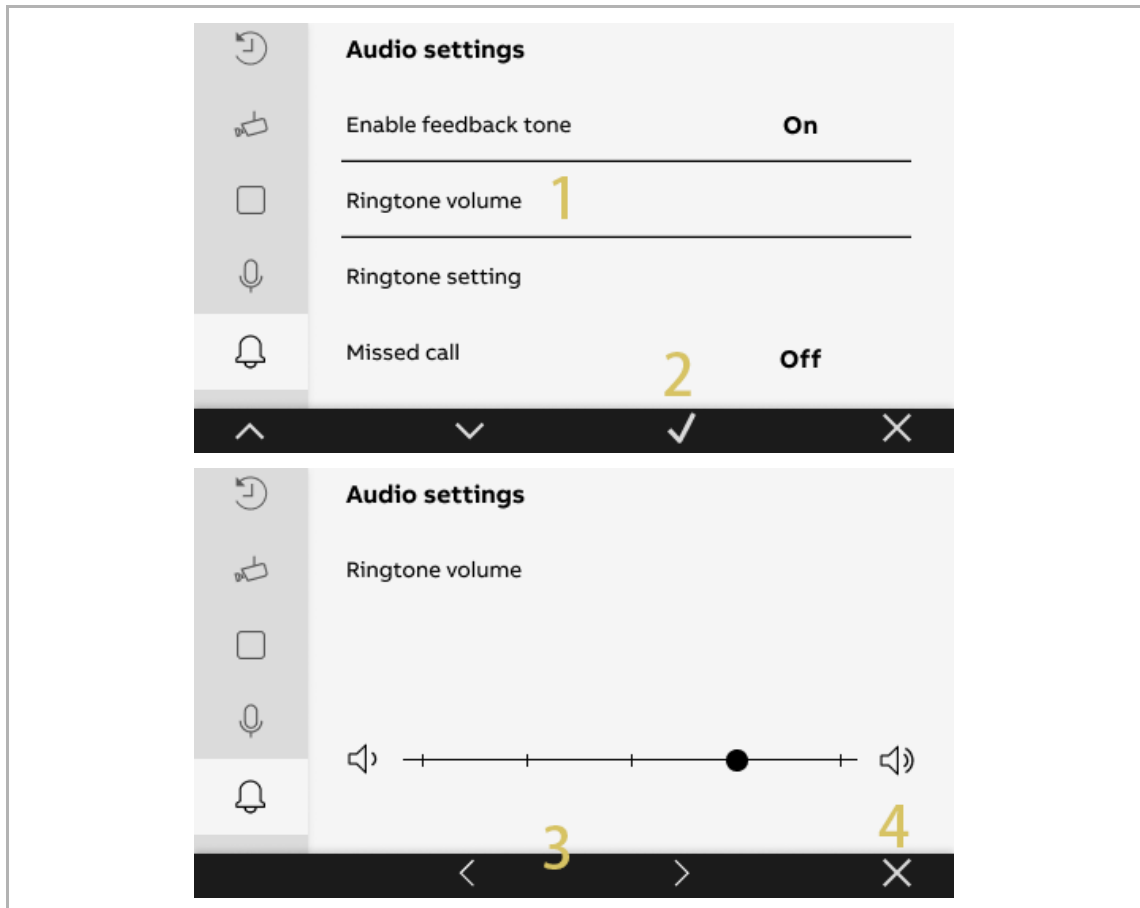 Audio settings
Enable feedback tone On
Ringtone volume 1
Ringtone setting
Missed call Off
2
Audio settings
Ringtone volume
4
3